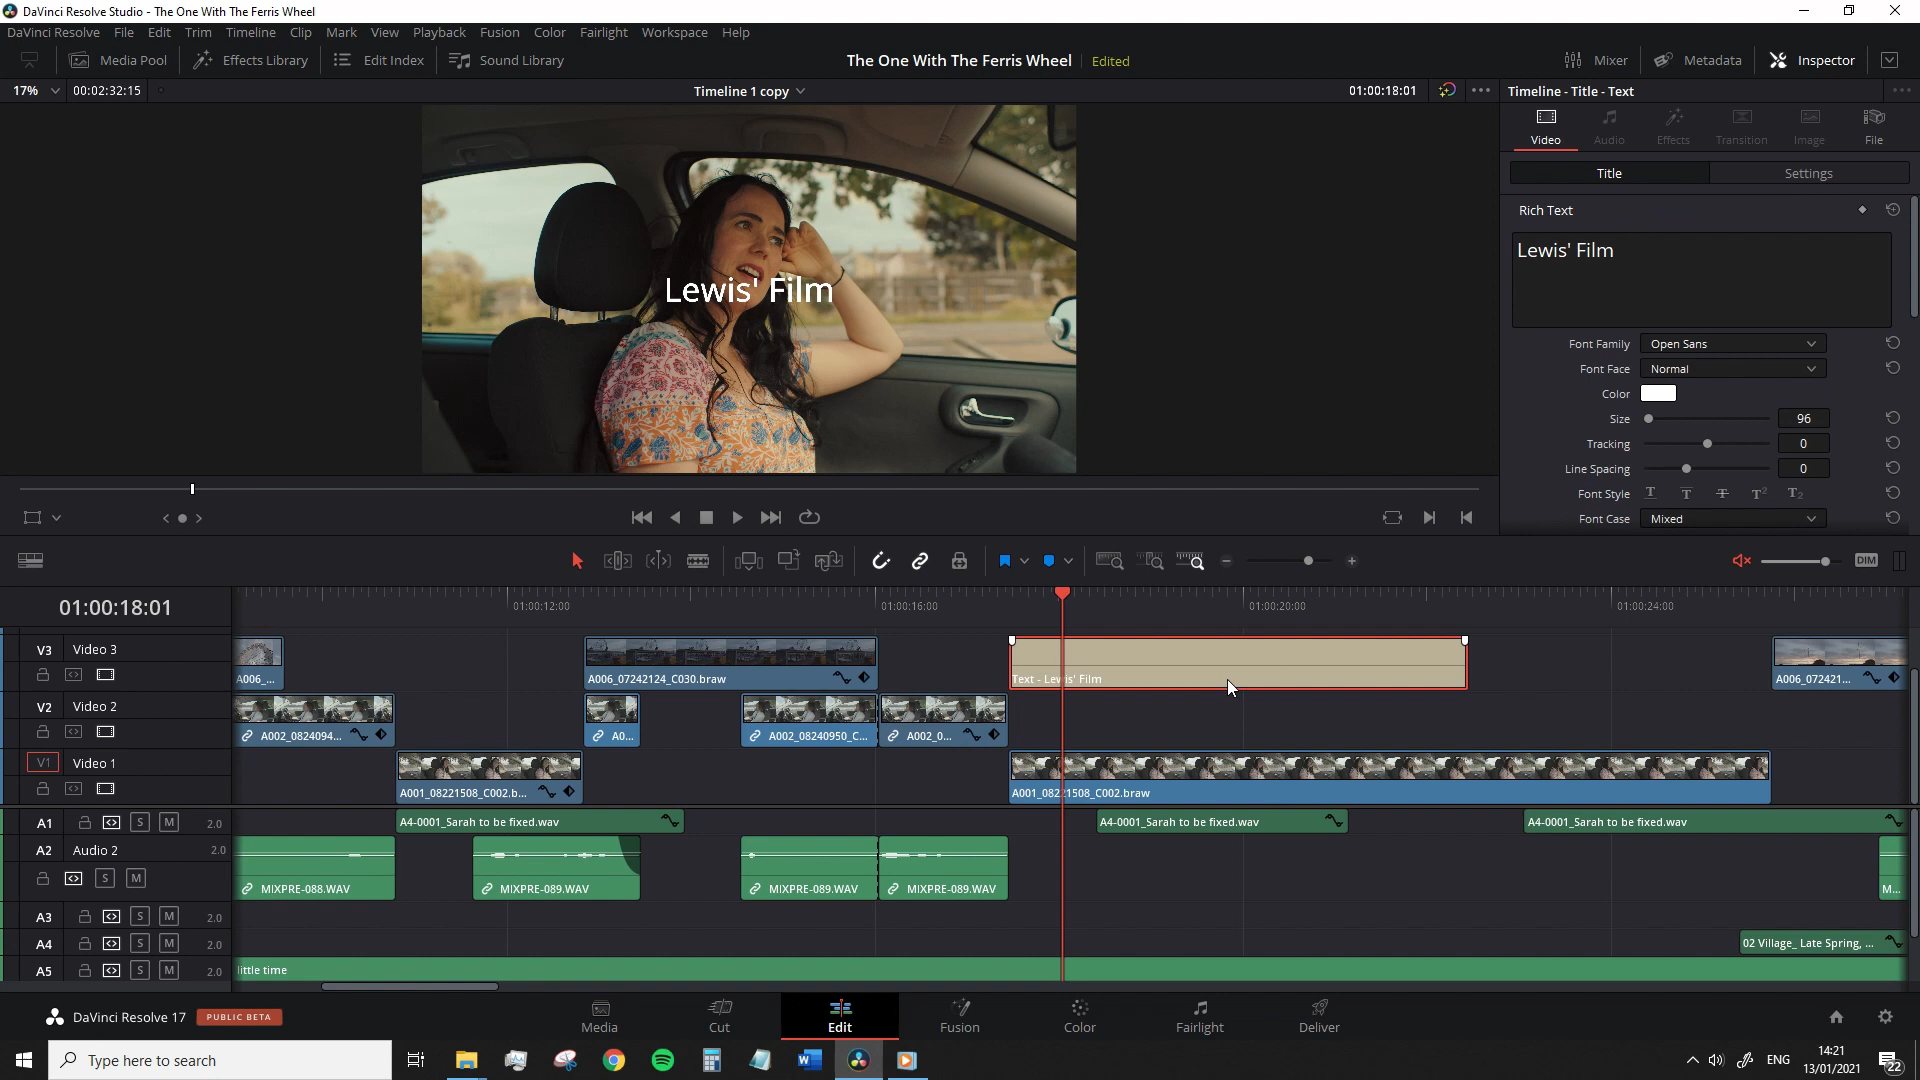 DaVinci Resolve Studio - The One With The Ferris Wheel
DaVinci Resolve File Edit Trim Timeline Clip Mark View Playback Fusion Color Fairlight Workspace Help
Media Pool Effects Library Edit Index Sound Library The One With The Ferris Wheel Edited Mixer Metadata Inspector
17% 00:02:32:15 Timeline 1 copy 01:00:18:01 Timeline - Title - Text
Video Audio Effects Transition Image File
Title Settings
Rich Text
Lewis' Film
Lewis' Film
Font Family Open Sans
Font Face Normal
Color
Size 96
Tracking 0
Line Spacing 0
Font Style T T T T2 T2
Font Case Mixed
DIM
01:00:18:01 01:00:12:00 01:00:16:00 01:00:20:00 01:00:24:00
V3 Video 3
A006_... A006_07242124_C030.braw Text - Lewis' Film A006_072421...
V2 Video 2
A002_0824094... A0... A002_08240950_C... A002_0...
V1 Video 1
A001_08221508_C002.b... A001_08221508_C002.braw
A1 S M 2.0 A4-0001_Sarah to be fixed.wav A4-0001_Sarah to be fixed.wav A4-0001_Sarah to be fixed.wav
A2 Audio 2 2.0
S M MIXPRE-088.WAV MIXPRE-089.WAV MIXPRE-089.WAV MIXPRE-089.WAV M...
A3 S M 2.0
A4 S M 2.0 02 Village_ Late Spring, ...
A5 S M 2.0 little time
DaVinci Resolve 17 PUBLIC BETA Media Cut Edit Fusion Color Fairlight Deliver
Type here to search ENG 14:21
13/01/2021 22